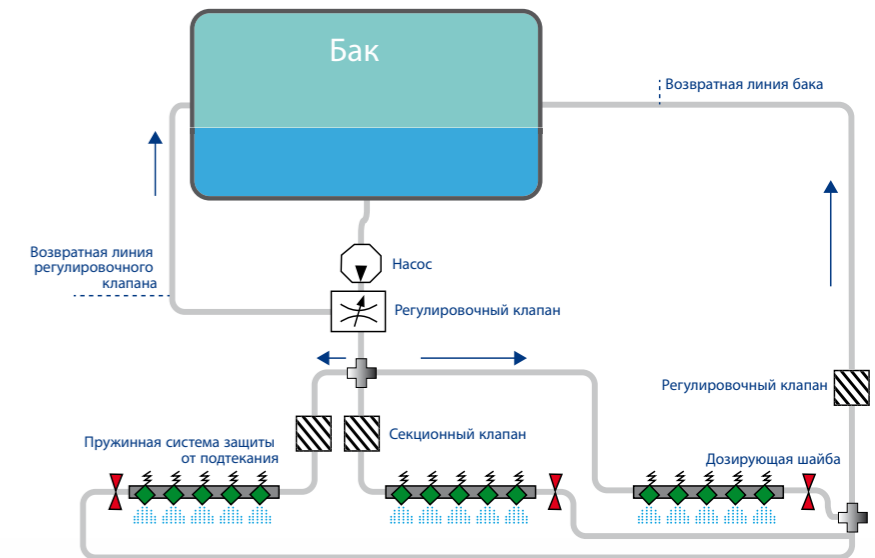 Бак
Возвратная линия бака
Возвратная линия
регулировочного
клапана
Насос
Регулировочный клапан
Регулировочный клапан
Секционный клапан
Пружинная система защиты
от подтекания
Дозирующая шайба